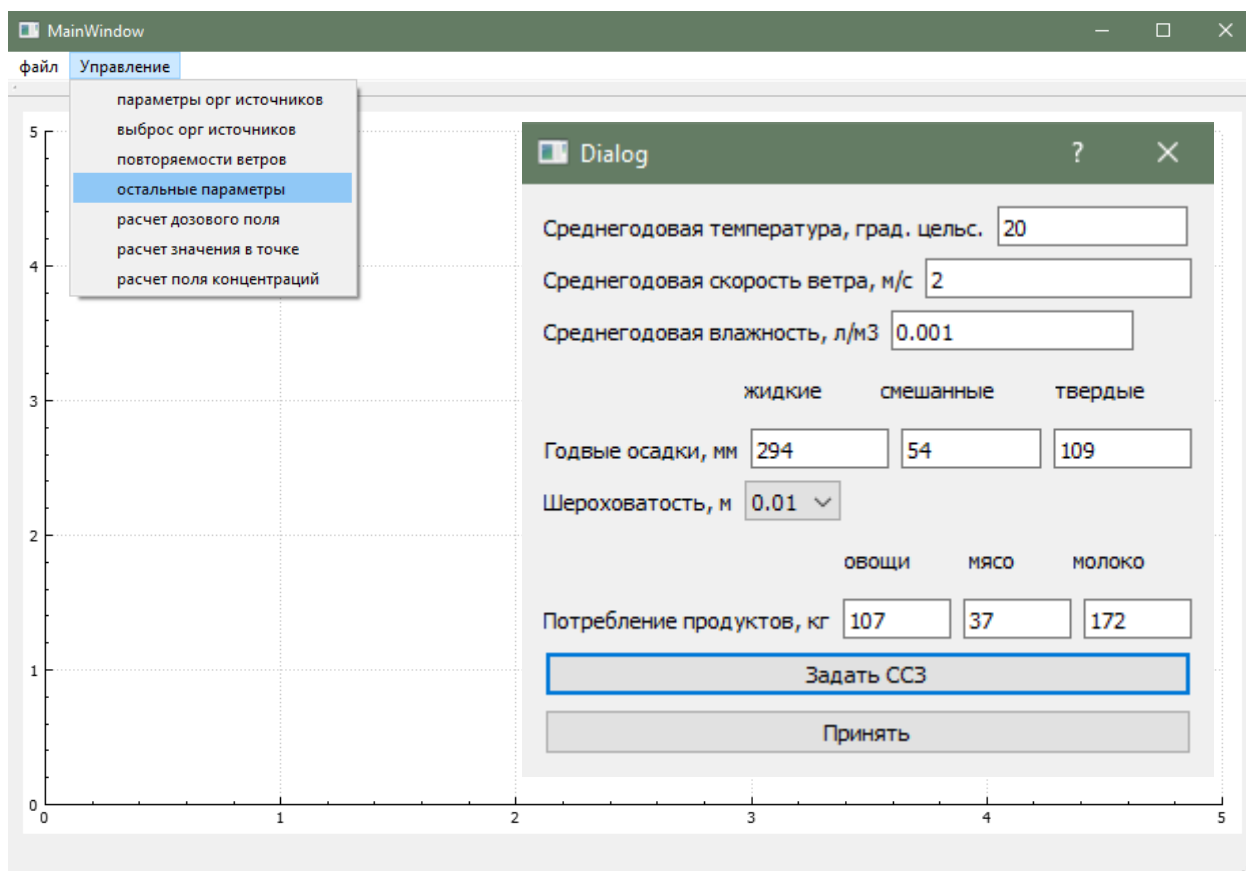 MainWindow
файл Управление
параметры орг источников
выброс орг источников
повторяемости ветров
остальные параметры
расчет дозового поля
расчет значения в точке
расчет поля концентраций
5
4
3
2
1
0
0 1 2 3 4 5
Dialog ?
Среднегодовая температура, град. цельс. 20
Среднегодовая скорость ветра, м/с 2
Среднегодовая влажность, л/м3 0.001
жидкие смешанные твердые
Годвые осадки, мм 294 54 109
Шероховатость, м 0.01
овощи мясо молоко
Потребление продуктов, кг 107 37 172
Задать ССЗ
Принять